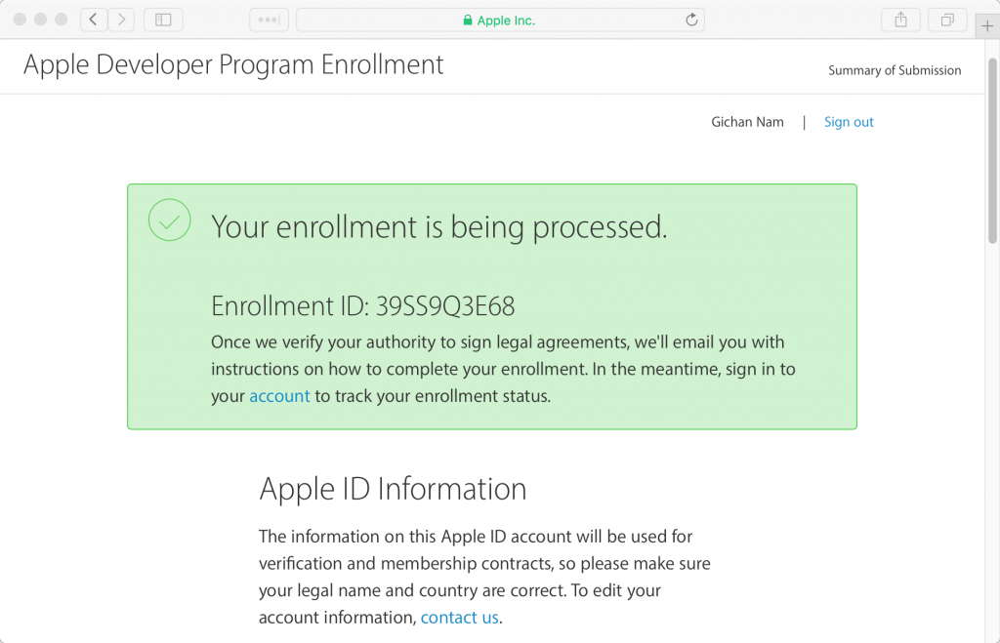 Apple Inc.
Apple Developer Program Enrollment
Summary of Submission
Gichan Nam | Sign out
Your enrollment is being processed.
Enrollment ID: 39SS9Q3E68
Once we verify your authority to sign legal agreements, we'll email you with
instructions on how to complete your enrollment. In the meantime, sign in to
your account to track your enrollment status.
Apple ID Information
The information on this Apple ID account will be used for
verification and membership contracts, so please make sure
your legal name and country are correct. To edit your
account information, contact us.